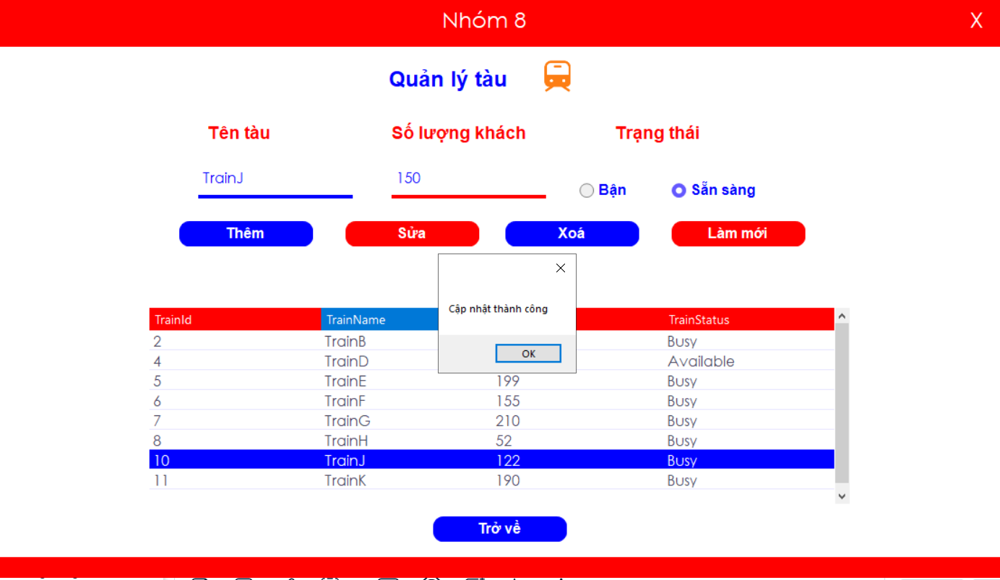 Nhóm 8 X
Quản lý tàu
Tên tàu Số lượng khách Trạng thái
TrainJ 150 Bận Sẵn sàng
Thêm Sửa Xoá Làm mới
Cập nhật thành công
OK
TrainId TrainName TrainStatus
2 TrainB Busy
4 TrainD Available
5 TrainE 199 Busy
6 TrainF 155 Busy
7 TrainG 210 Busy
8 TrainH 52 Busy
10 TrainJ 122 Busy
11 TrainK 190 Busy
Trở về